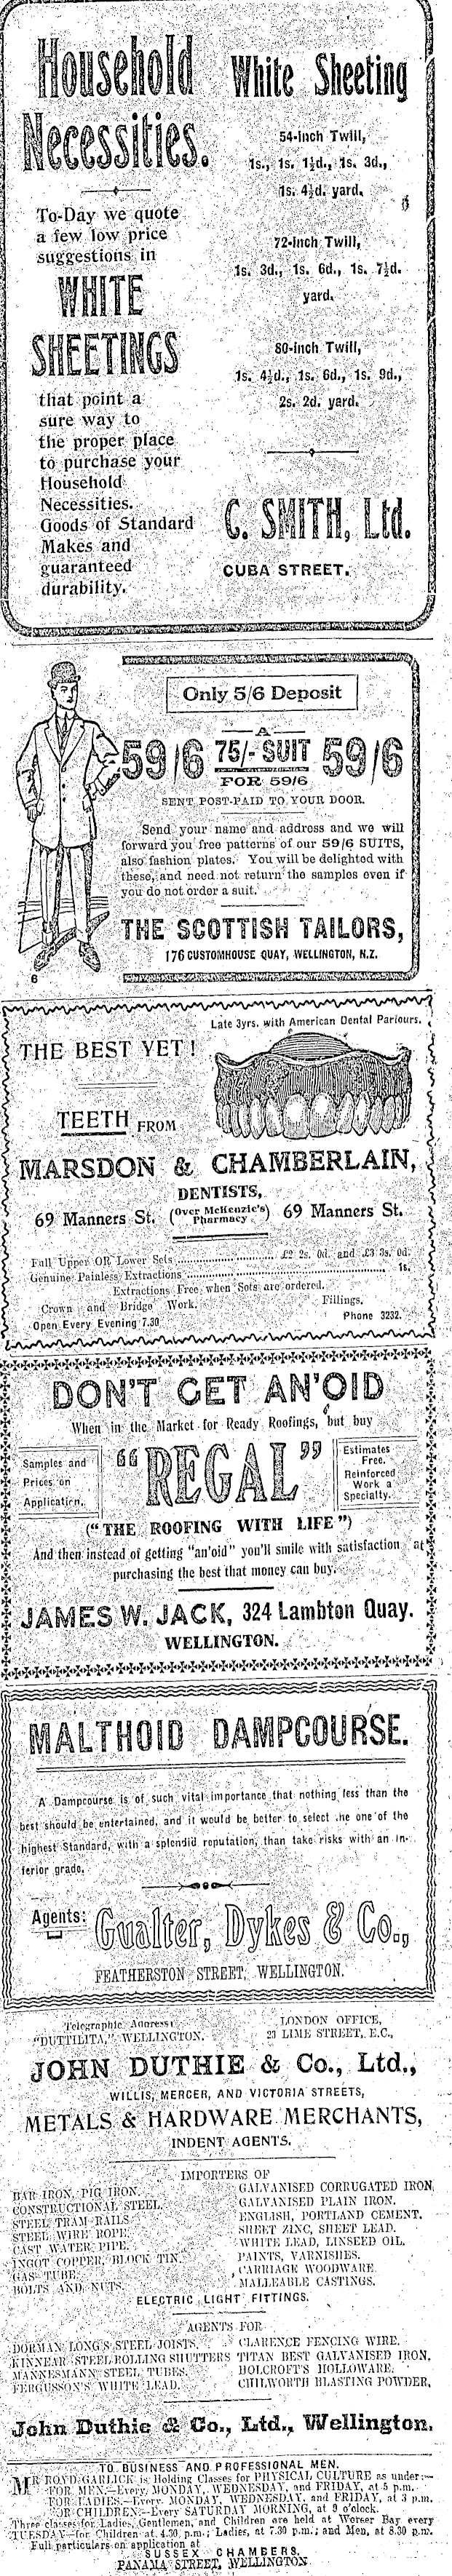 Household
Necessities.
To-Day we quote
a few low price
suggestions in
WHITE
SHEETINGS
that point a
sure way to
the proper place
to purchase your
Household
Necessities.
Goods of Standard
Makes and
guaranteed
durability.
White Sheeting
54-inch Twill,
1s., 1s. 1½d., 1s. 3d.,
1s. 4½d. yard.
72-inch Twill,
1s. 3d., 1s. 6d., 1s. 7½d.
yard.
80-inch Twill,
1s. 4½d., 1s. 6d., 1s. 9d.,
2s. 2d. yard.
C. SMITH, Ltd.
CUBA STREET.
Only 5/6 Deposit
59/6 A 75/- SUIT FOR 59/6 59/6
SENT POST-PAID TO YOUR DOOR.
Send your name and address and we will
forward you free patterns of our 59/6 SUITS,
also fashion plates. You will be delighted with
these, and need not return the samples even if
you do not order a suit.
THE SCOTTISH TAILORS,
176 CUSTOMHOUSE QUAY, WELLINGTON, N.Z.
6
Late 3yrs. with American Dental Parlours.
THE BEST YET!
TEETH FROM
MARSDON & CHAMBERLAIN,
DENTISTS,
69 Manners St. (Over McKenzie's Pharmacy) 69 Manners St.
Full Upper OR Lower Sets ........ £2 2s. 0d. and £3 3s. 0d.
Genuine Painless Extractions ........ 1s.
Extractions Free when Sets are ordered.
Crown and Bridge Work. Fillings.
Open Every Evening 7.30 Phone 3232.
DON'T GET AN'OID
When in the Market for Ready Roofings, but buy
Samples and
Prices on
Application.
"REGAL"
Estimates
Free.
Reinforced
Work a
Specialty.
("THE ROOFING WITH LIFE")
And then instead of getting "an'oid" you'll smile with satisfaction at
purchasing the best that money can buy.
JAMES W. JACK, 324 Lambton Quay.
WELLINGTON.
MALTHOID DAMPCOURSE.
A Dampcourse is of such vital importance that nothing less than the
best should be entertained, and it would be better to select the one of the
highest Standard, with a splendid reputation, than take risks with an in-
ferior grade.
Agents: Gualter, Dykes & Co.,
FEATHERSTON STREET, WELLINGTON.
Telegraphic Address:
"DUTTILITA," WELLINGTON.
LONDON OFFICE,
23 LIME STREET, E.C.,
JOHN DUTHIE & Co., Ltd.,
WILLIS, MERCER, AND VICTORIA STREETS,
METALS & HARDWARE MERCHANTS,
INDENT AGENTS.
IMPORTERS OF
BAR IRON, PIG IRON.
CONSTRUCTIONAL STEEL.
STEEL TRAM RAILS
STEEL WIRE ROPE.
CAST WATER PIPE.
INGOT COPPER, BLOCK TIN.
GAS TUBE.
BOLTS AND NUTS.
GALVANISED CORRUGATED IRON,
GALVANISED PLAIN IRON.
ENGLISH, PORTLAND CEMENT.
SHEET ZINC, SHEET LEAD.
WHITE LEAD, LINSEED OIL.
PAINTS, VARNISHES.
CARRIAGE WOODWARE.
MALLEABLE CASTINGS.
ELECTRIC LIGHT FITTINGS.
AGENTS FOR
DORMAN LONG'S STEEL JOISTS.
KINNEAR STEEL ROLLING SHUTTERS
MANNESMANN STEEL TUBES.
FERGUSSON'S WHITE LEAD.
CLARENCE FENCING WIRE.
TITAN BEST GALVANISED IRON.
HOLCROFT'S HOLLOWARE.
CHILWORTH BLASTING POWDER,
John Duthie & Co., Ltd., Wellington.
TO BUSINESS AND PROFESSIONAL MEN.
MR ROYD GARLICK is Holding Classes for PHYSICAL CULTURE as under:—
FOR MEN—Every MONDAY, WEDNESDAY, and FRIDAY, at 5 p.m.
FOR LADIES—Every MONDAY, WEDNESDAY, and FRIDAY, at 3 p.m.
FOR CHILDREN—Every SATURDAY MORNING, at 9 o'clock.
Three classes for Ladies, Gentlemen, and Children are held at Worser Bay every
TUESDAY—for Children at 4.30 p.m.; Ladies, at 7.30 p.m.; and Men, at 8.30 p.m.
Full particulars on application at
SUSSEX CHAMBERS,
PANAMA STREET, WELLINGTON.